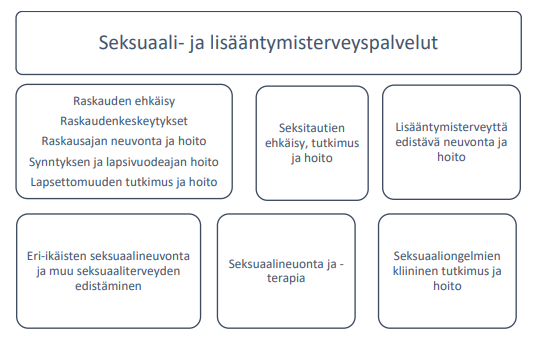 Seksuaali- ja lisääntymisterveyspalvelut
Raskauden ehkäisy
Raskaudenkeskeytykset
Raskausajan neuvonta ja hoito
Synntyksen ja lapsivuodeajan hoito
Lapsettomuuden tutkimus ja hoito
Seksitautien
ehkäisy, tutkimus
ja hoito
Lisääntymisterveyttä
edistävä neuvonta ja
hoito
Eri-ikäisten seksuaalineuvonta
ja muu seksuaaliterveyden
edistäminen
Seksuaalineuonta ja -
terapia
Seksuaaliongelmien
kliininen tutkimus ja
hoito